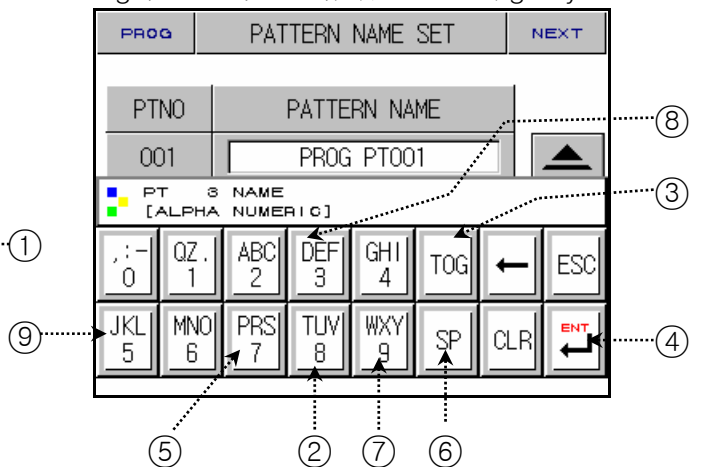 PROG PATTERN NAME SET NEXT
PTNO PATTERN NAME
001 PROG PT001
PT 3 NAME
[ALPHA NUMERIC]
,:- QZ. ABC DEF GHI TOG ← ESC
0 1 2 3 4
JKL MNO PRS TUV WXY SP CLR ENT
5 6 7 8 9
⑧
③
①
⑨
④
⑤ ② ⑦ ⑥